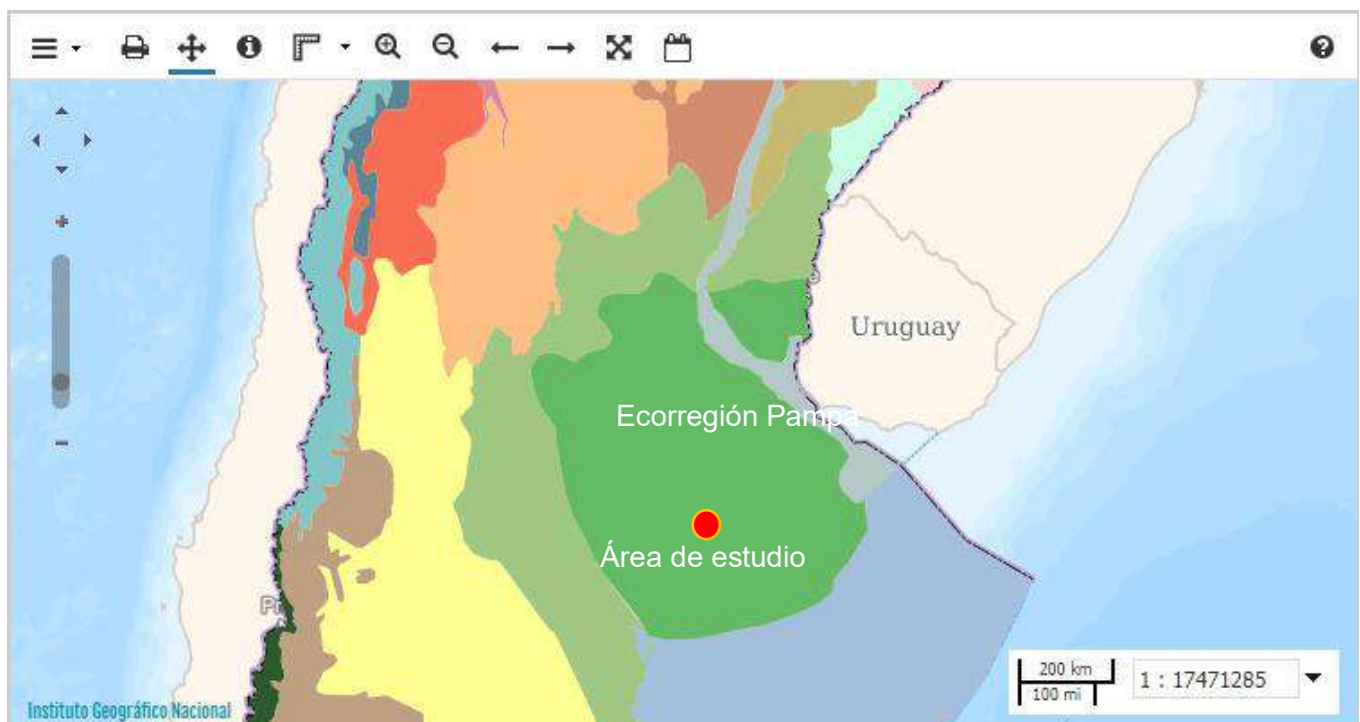 Uruguay
Ecorregión Pampa
Área de estudio
200 km
100 mi
1 : 17471285
Instituto Geográfico Nacional